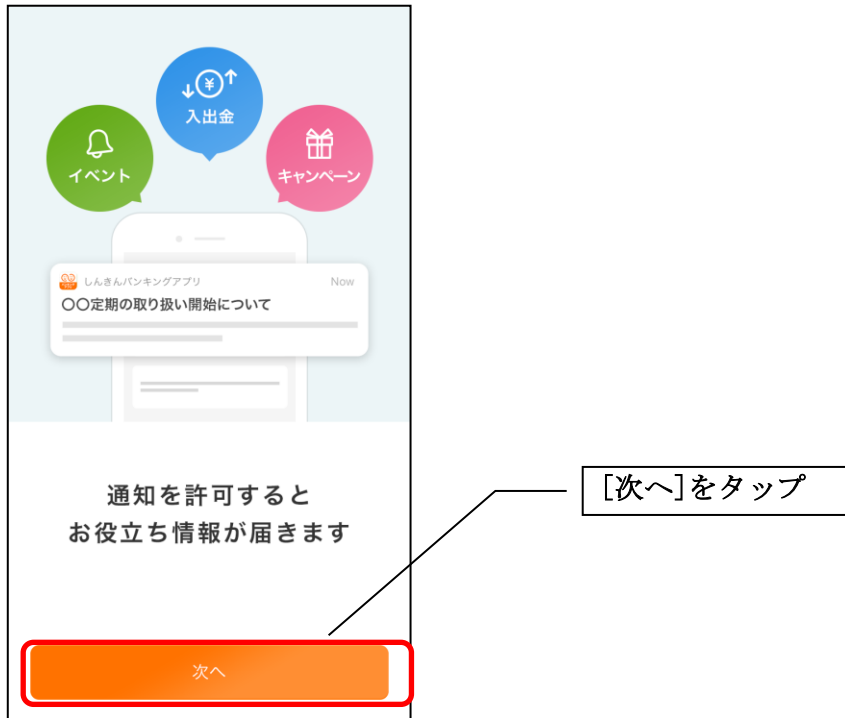 入出金
イベント
キャンペーン
しんきんバンキングアプリ Now
〇〇定期の取り扱い開始について
通知を許可すると
お役立ち情報が届きます
[次へ]をタップ
次へ